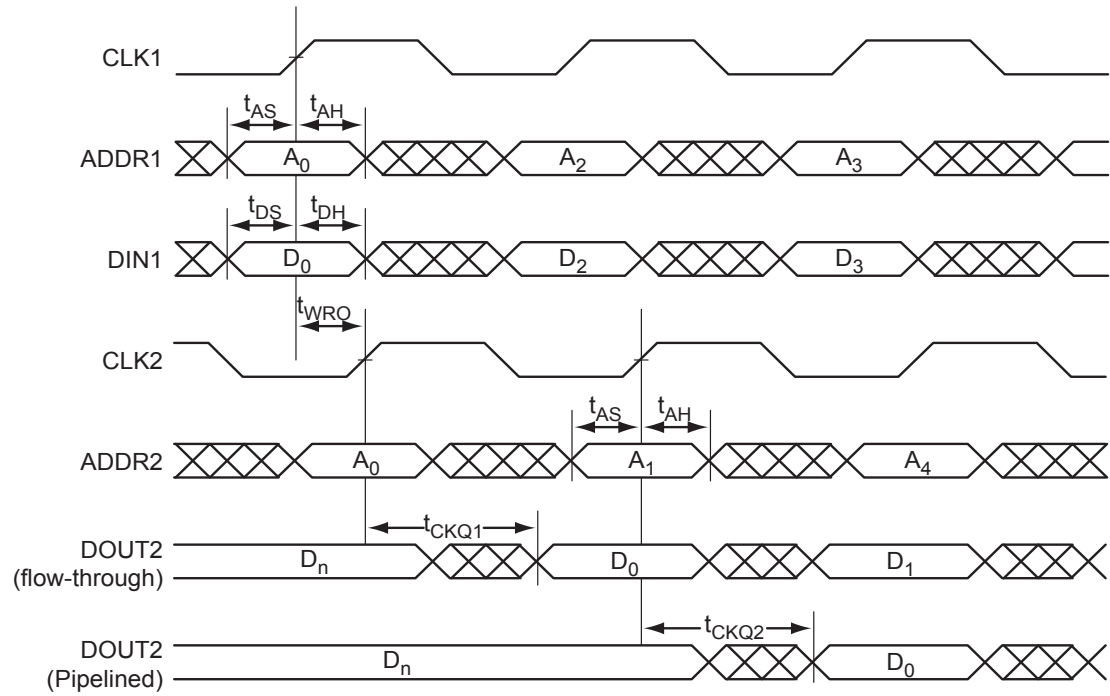 CLK1
t_AS t_AH
ADDR1 A_0 A_2 A_3
t_DS t_DH
DIN1 D_0 D_2 D_3
t_WRO
CLK2
t_AS t_AH
ADDR2 A_0 A_1 A_4
t_CKQ1
DOUT2
(flow-through) D_n D_0 D_1
t_CKQ2
DOUT2
(Pipelined) D_n D_0